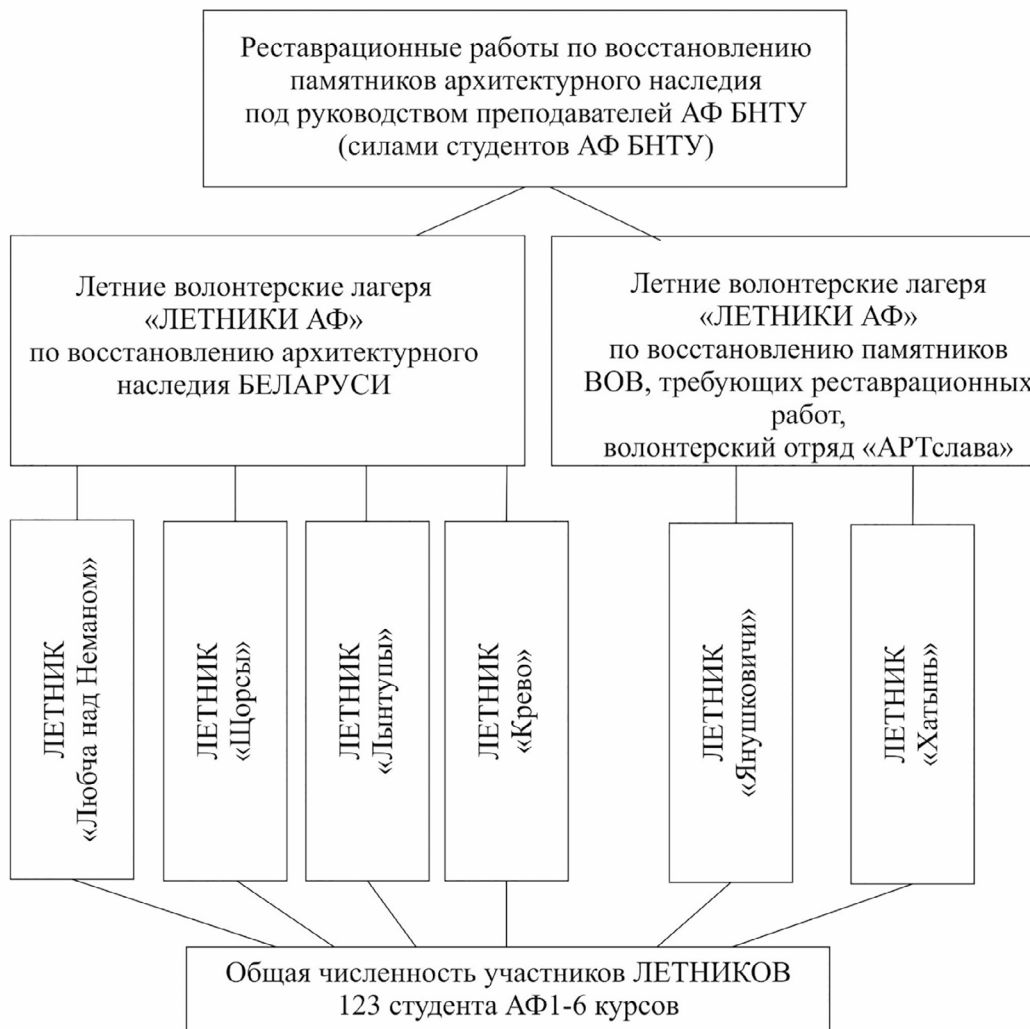 Реставрационные работы по восстановлению
памятников архитектурного наследия
под руководством преподавателей АФ БНТУ
(силами студентов АФ БНТУ)
Летние волонтерские лагеря
«ЛЕТНИКИ АФ»
по восстановлению архитектурного
наследия БЕЛАРУСИ
Летние волонтерские лагеря
«ЛЕТНИКИ АФ»
по восстановлению памятников
ВОВ, требующих реставрационных
работ,
волонтерский отряд «АРТслава»
ЛЕТНИК
«Любча над Неманом»
ЛЕТНИК
«Щорсы»
ЛЕТНИК
«Лынтупы»
ЛЕТНИК
«Крево»
ЛЕТНИК
«Янушковичи»
ЛЕТНИК
«Хатынь»
Общая численность участников ЛЕТНИКОВ
123 студента АФ1-6 курсов